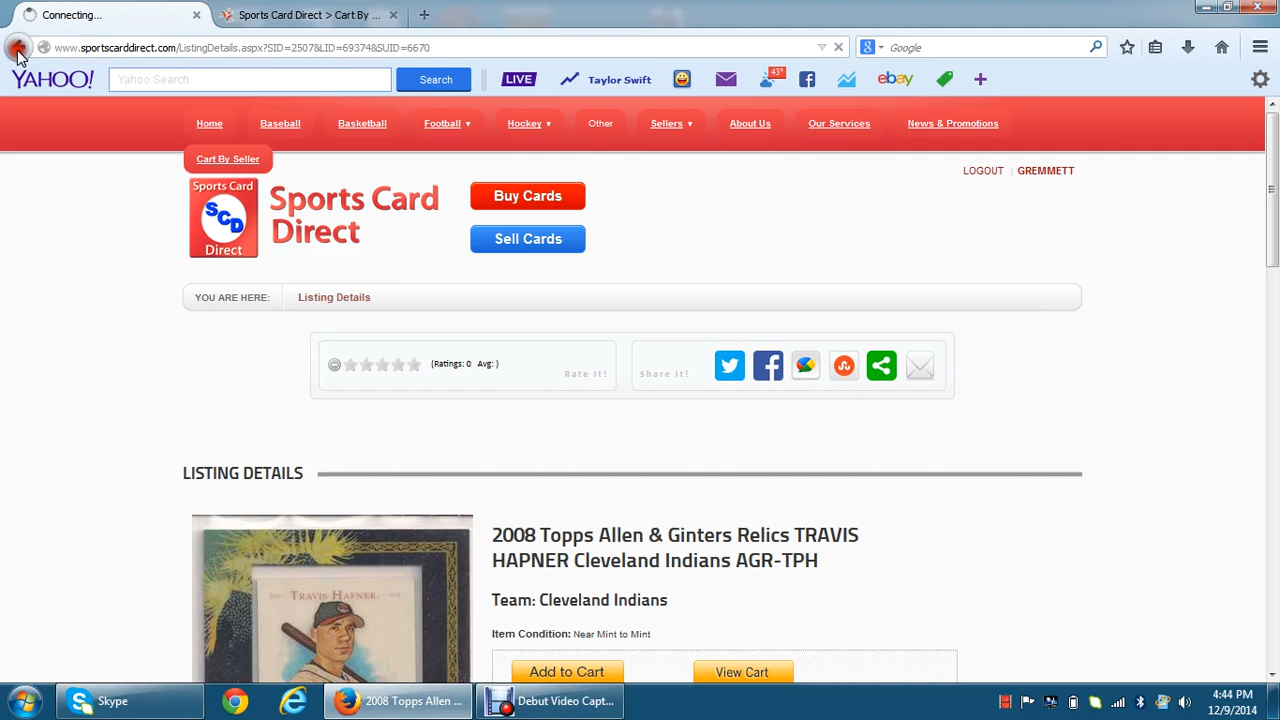 Connecting...
Sports Card Direct > Cart By ...
www.sportscarddirect.com/ListingDetails.aspx?SID=2507&LID=69374&SUID=6670
Google
YAHOO!
Yahoo Search
Search
LIVE
Taylor Swift
43°
ebay
Home
Baseball
Basketball
Football
Hockey
Other
Sellers
About Us
Our Services
News & Promotions
Cart By Seller
LOGOUT
GREMMETT
Sports Card
SCD
Direct
Sports Card
Direct
Buy Cards
Sell Cards
YOU ARE HERE:
Listing Details
(Ratings: 0 Avg: )
Rate It!
Share It!
LISTING DETAILS
TRAVIS HAFNER
2008 Topps Allen & Ginters Relics TRAVIS
HAPNER Cleveland Indians AGR-TPH
Team: Cleveland Indians
Item Condition: Near Mint to Mint
Add to Cart
View Cart
Skype
2008 Topps Allen ...
Debut Video Capt...
4:44 PM
12/9/2014